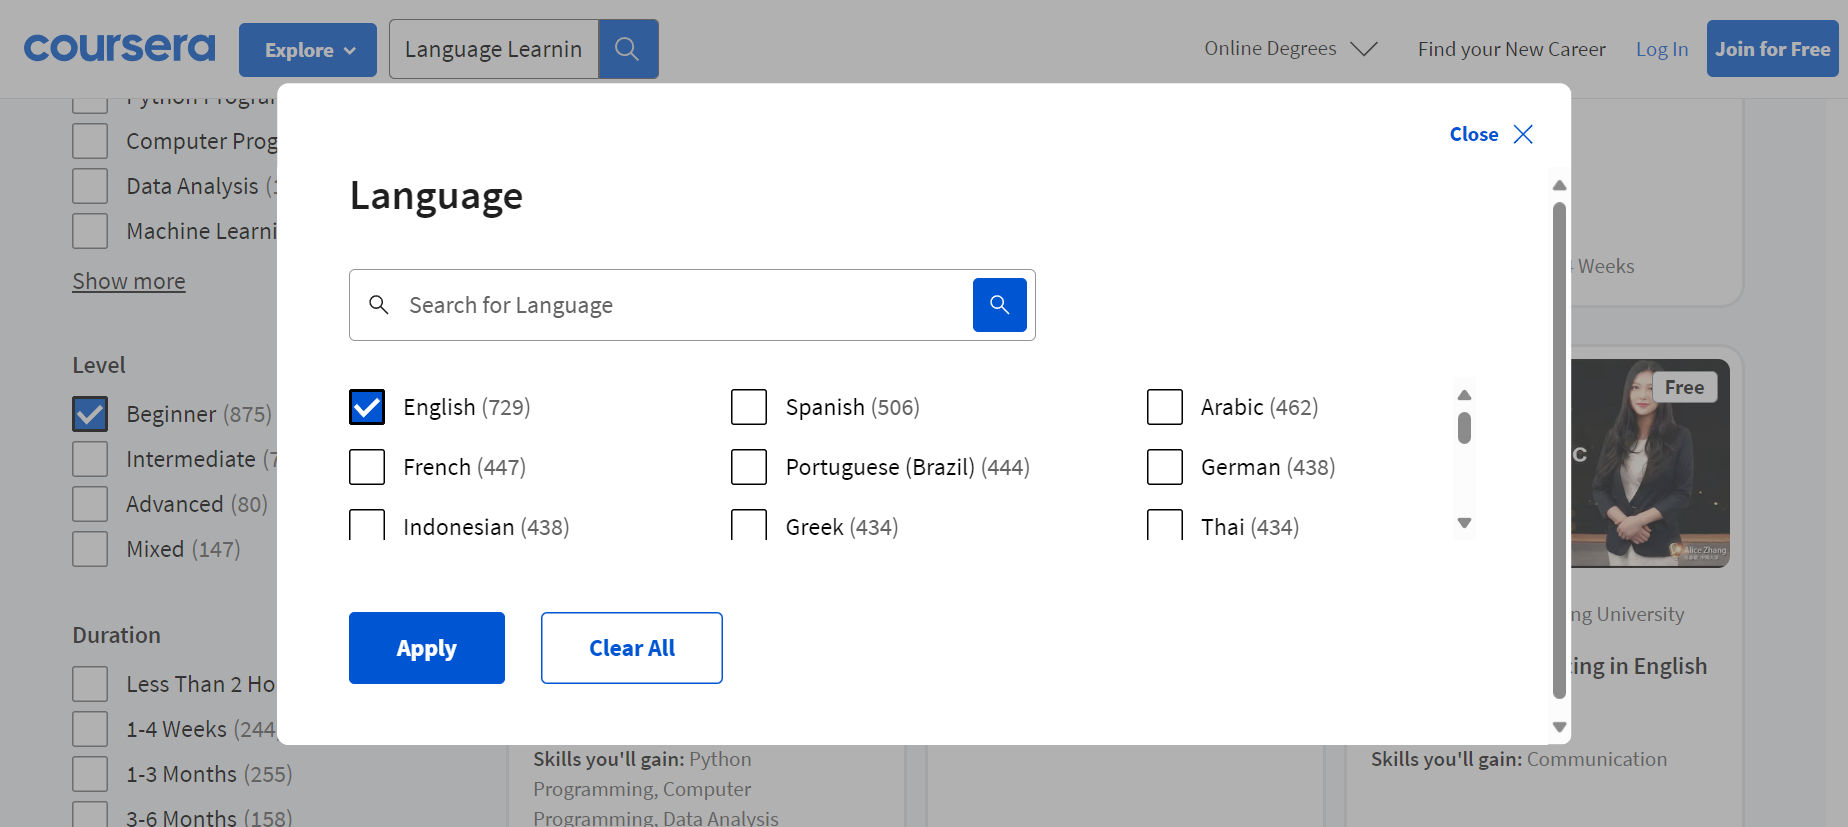 coursera
Explore
Language Learnin
Online Degrees
Find your New Career
Log In
Join for Free
Python Program
Computer Prog
Data Analysis (1
Machine Learni
Show more
Level
Beginner (875)
Intermediate (7
Advanced (80)
Mixed (147)
Duration
Less Than 2 Ho
1-4 Weeks (244
1-3 Months (255)
3-6 Months (158)
Close
Language
Search for Language
English (729)
Spanish (506)
Arabic (462)
French (447)
Portuguese (Brazil) (444)
German (438)
Indonesian (438)
Greek (434)
Thai (434)
Apply
Clear All
Weeks
Free
C
Alice Zhang
ng University
ing in English
Skills you'll gain: Python
Programming, Computer
Programming, Data Analysis
Skills you'll gain: Communication